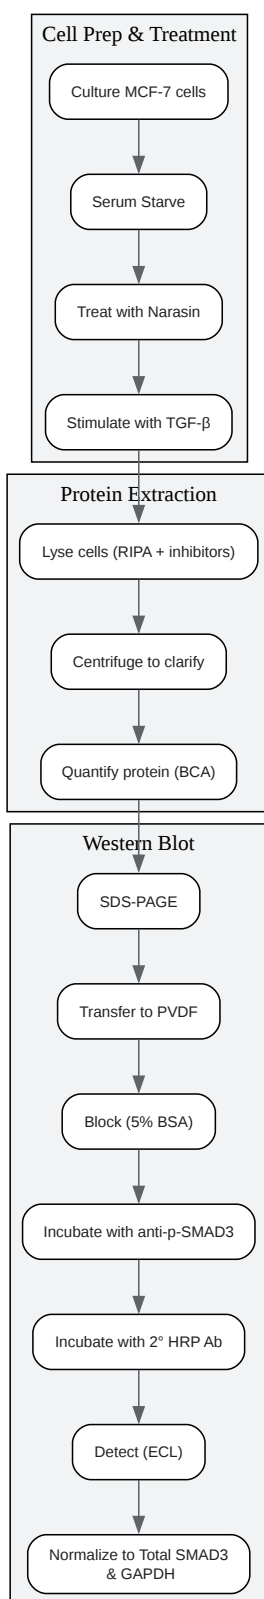 Cell Prep & Treatment
Culture MCF-7 cells
Serum Starve
Treat with Narasin
Stimulate with TGF-β
Protein Extraction
Lyse cells (RIPA + inhibitors)
Centrifuge to clarify
Quantify protein (BCA)
Western Blot
SDS-PAGE
Transfer to PVDF
Block (5% BSA)
Incubate with anti-p-SMAD3
Incubate with 2° HRP Ab
Detect (ECL)
Normalize to Total SMAD3
& GAPDH